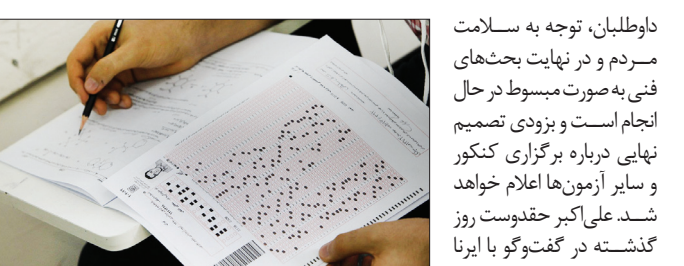 داوطلبان، توجه به سلامت
مردم و در نهایت بحث‌های
فنی به صورت مبسوط در حال
انجام است و بزودی تصمیم
نهایی درباره برگزاری کنکور
و سایر آزمون‌ها اعلام خواهد
شد. علی‌اکبر حقدوست روز
گذشته در گفت‌وگو با ایرنا